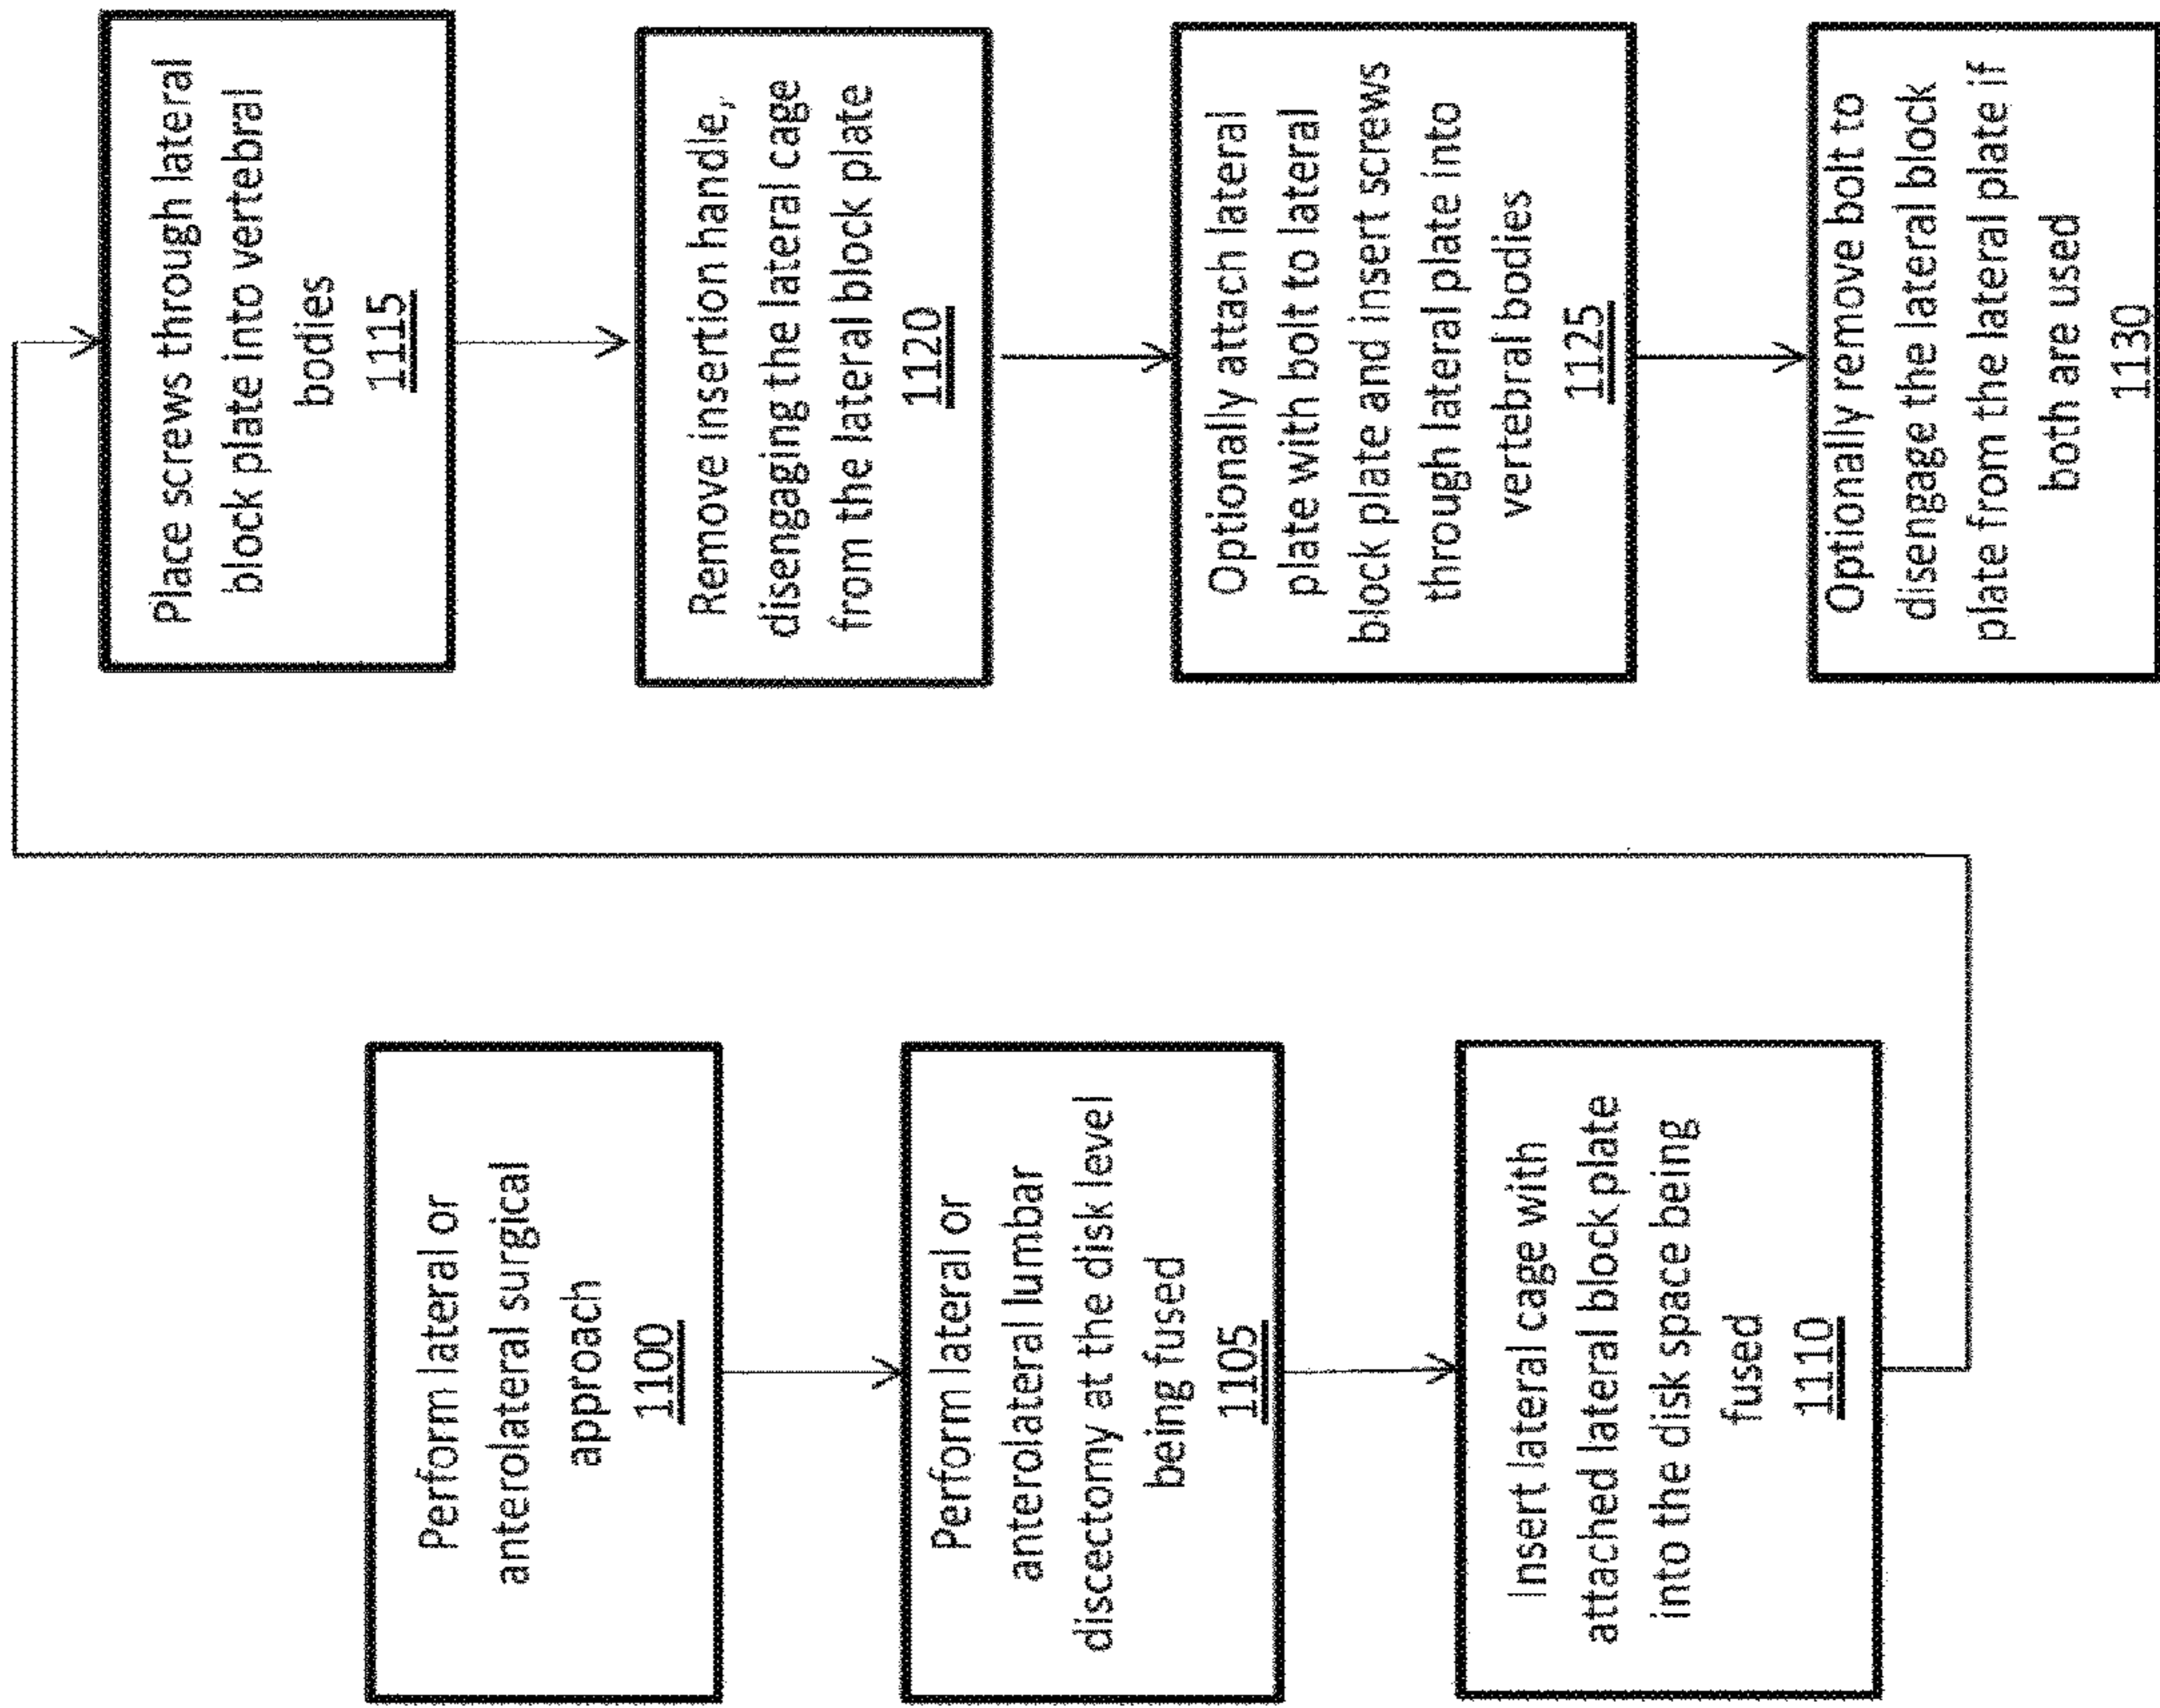 Perform lateral or
anterolateral surgical
approach
1100
Perform lateral or
anterolateral lumbar
discectomy at the disk level
being fused
1105
Insert lateral cage with
attached lateral block plate
into the disk space being
fused
1110
Place screws through lateral
block plate into vertebral
bodies
1115
Remove insertion handle,
disengaging the lateral cage
from the lateral block plate
1120
Optionally attach lateral
plate with bolt to lateral
block plate and insert screws
through lateral plate into
vertebral bodies
1125
Optionally remove bolt to
disengage the lateral block
plate from the lateral plate if
both are used
1130